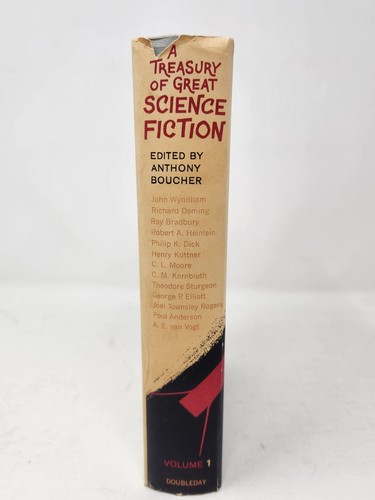 A
TREASURY
OF GREAT
SCIENCE
FICTION
EDITED BY
ANTHONY
BOUCHER
John Wyndham
Richard Deming
Ray Bradbury
Robert A. Heinlein
Philip K. Dick
Henry Kuttner
C. L. Moore
C. M. Kornbluth
Theodore Sturgeon
George P. Elliott
Joel Townsley Rogers
Poul Anderson
A. E. van Vogt
VOLUME 1
DOUBLEDAY